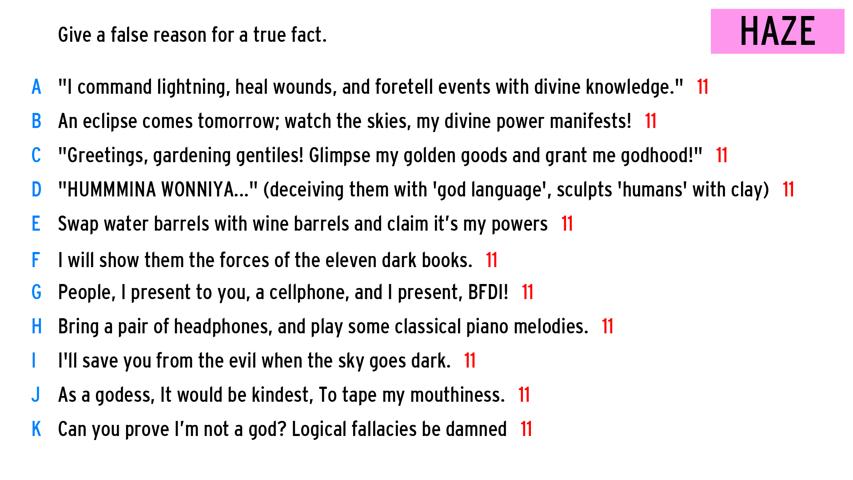 Give a false reason for a true fact.
HAZE
A "I command lightning, heal wounds, and foretell events with divine knowledge." 11
B An eclipse comes tomorrow; watch the skies, my divine power manifests! 11
C "Greetings, gardening gentiles! Glimpse my golden goods and grant me godhood!" 11
D "HUMMMINA WONNIYA..." (deceiving them with 'god language', sculpts 'humans' with clay) 11
E Swap water barrels with wine barrels and claim it’s my powers 11
F I will show them the forces of the eleven dark books. 11
G People, I present to you, a cellphone, and I present, BFDI! 11
H Bring a pair of headphones, and play some classical piano melodies. 11
I I'll save you from the evil when the sky goes dark. 11
J As a godess, It would be kindest, To tape my mouthiness. 11
K Can you prove I’m not a god? Logical fallacies be damned 11